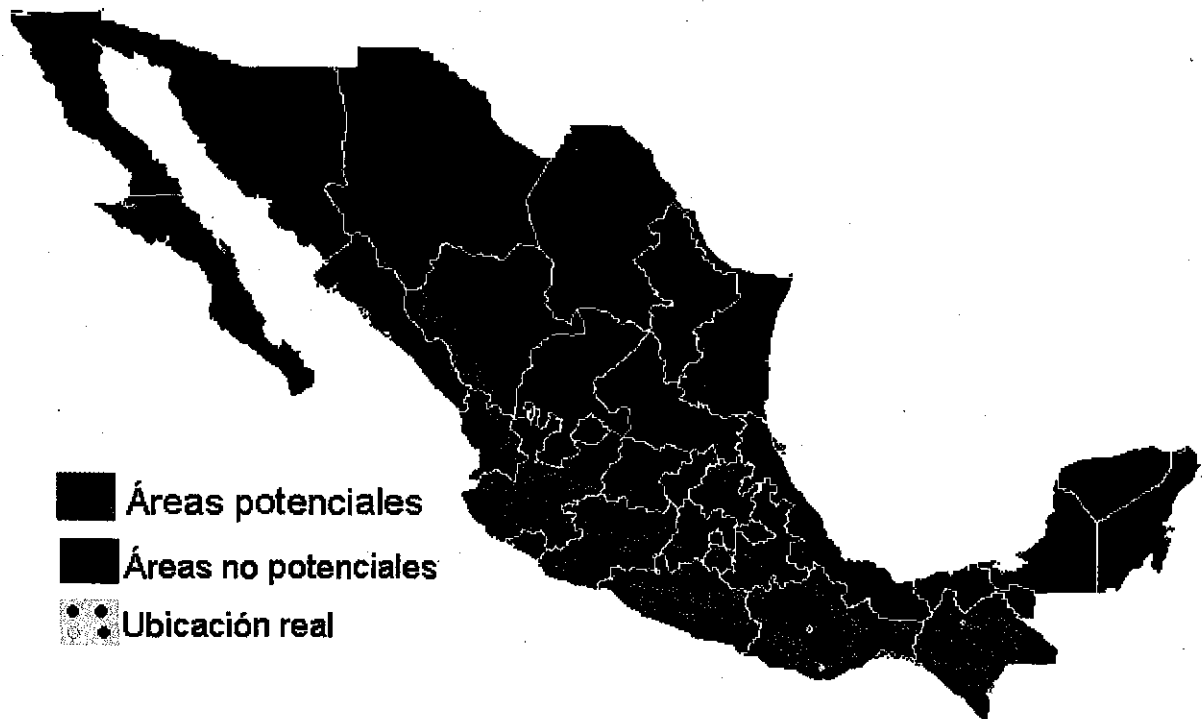 Áreas potenciales
Áreas no potenciales
Ubicación real